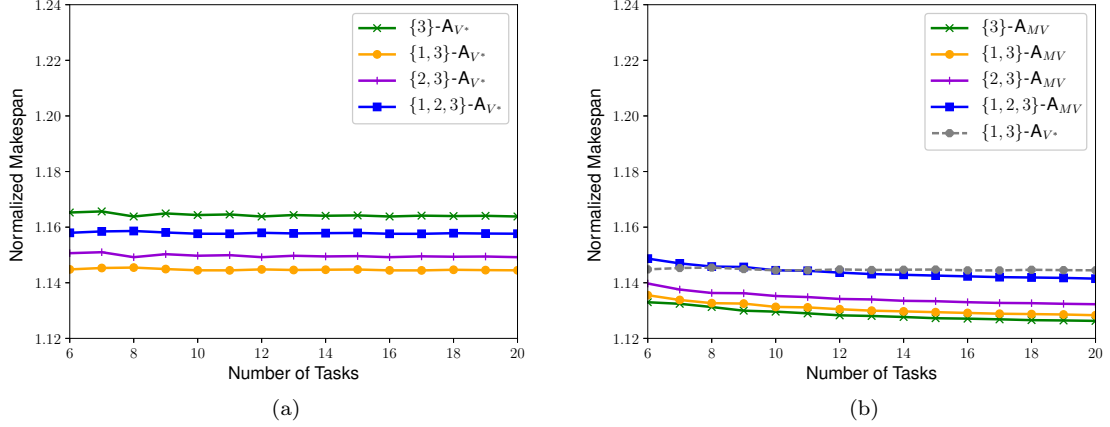 1.24
1.22
1.20
1.18
1.16
1.14
1.12
Normalized Makespan
6 8 10 12 14 16 18 20
Number of Tasks
{3}-A_{V*}
{1, 3}-A_{V*}
{2, 3}-A_{V*}
{1, 2, 3}-A_{V*}
(a)
1.24
1.22
1.20
1.18
1.16
1.14
1.12
Normalized Makespan
6 8 10 12 14 16 18 20
Number of Tasks
{3}-A_{MV}
{1, 3}-A_{MV}
{2, 3}-A_{MV}
{1, 2, 3}-A_{MV}
{1, 3}-A_{V*}
(b)